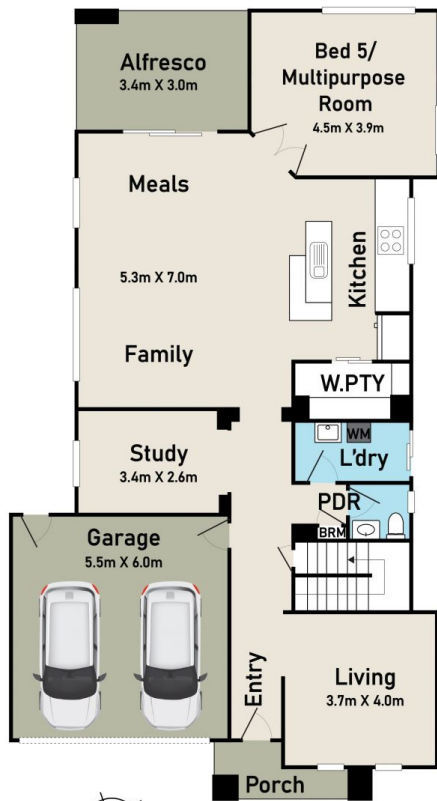 Alfresco
3.4m X 3.0m
Bed 5/
Multipurpose
Room
4.5m X 3.9m
Meals
5.3m X 7.0m
Family
Kitchen
W.PTY
Study
3.4m X 2.6m
WM
L'dry
PDR
BRM
Garage
5.5m X 6.0m
Entry
Living
3.7m X 4.0m
Porch